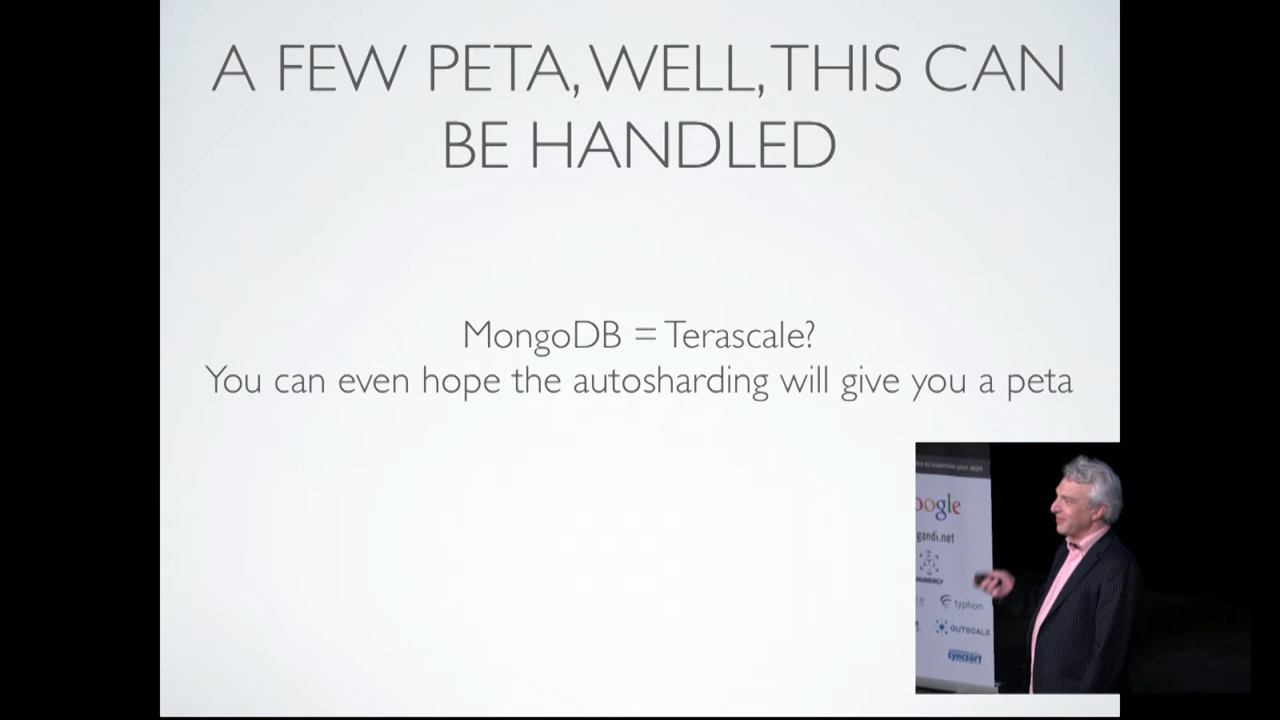 A FEW PETA, WELL, THIS CAN
BE HANDLED
MongoDB = Terascale?
You can even hope the autosharding will give you a peta
oogle
gandi.net
typhon
OUTSCALE
syncsort